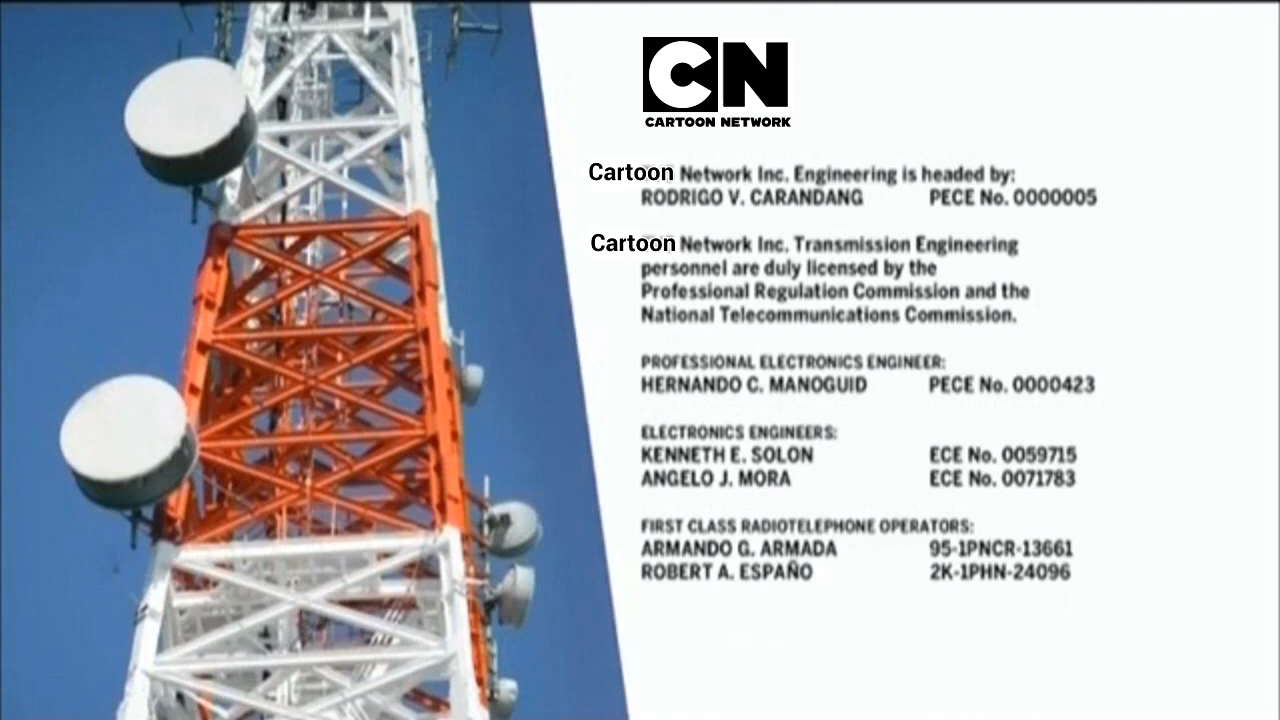 CN
CARTOON NETWORK
Cartoon Network Inc. Engineering is headed by:
RODRIGO V. CARANDANG PECE No. 0000005
Cartoon Network Inc. Transmission Engineering
personnel are duly licensed by the
Professional Regulation Commission and the
National Telecommunications Commission.
PROFESSIONAL ELECTRONICS ENGINEER:
HERNANDO C. MANOGUID PECE No. 0000423
ELECTRONICS ENGINEERS:
KENNETH E. SOLON ECE No. 0059715
ANGELO J. MORA ECE No. 0071783
FIRST CLASS RADIOTELEPHONE OPERATORS:
ARMANDO G. ARMADA 95-1PNCR-13661
ROBERT A. ESPAÑO 2K-1PHN-24096